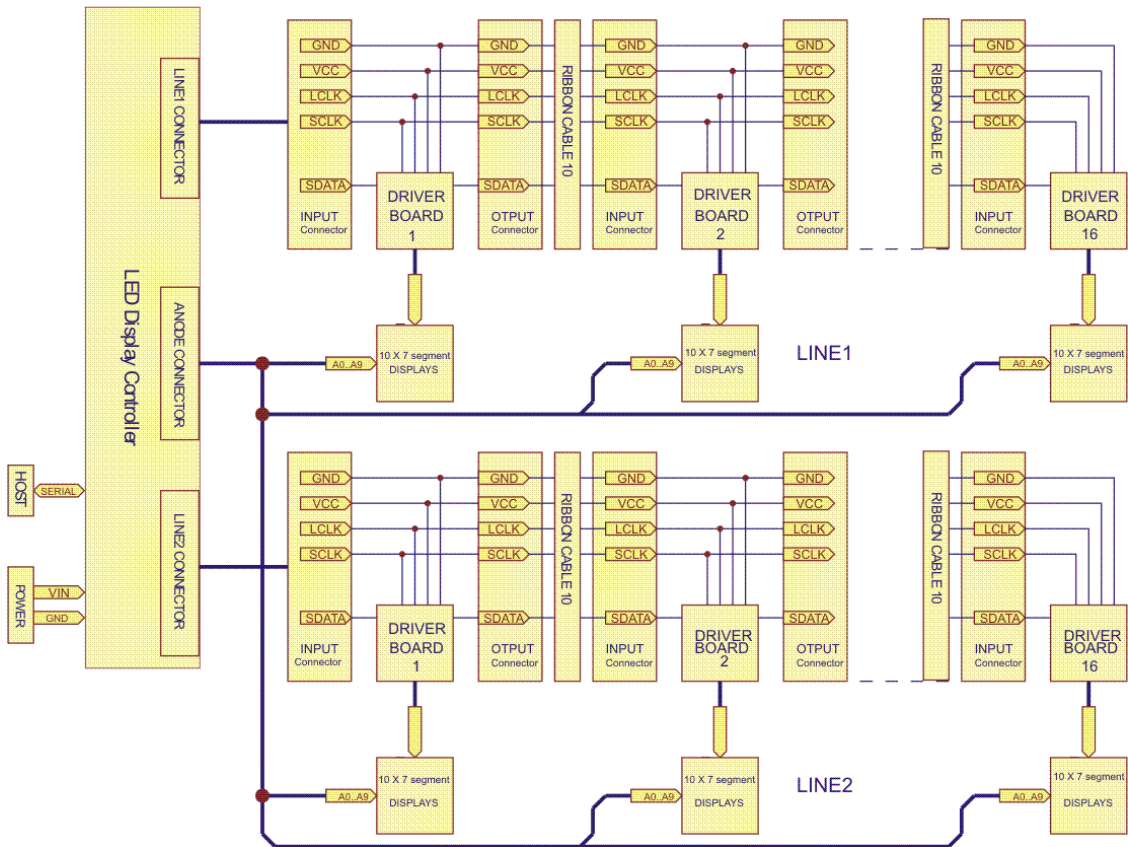 LED Display Controller
LINE1 CONNECTOR
ANODE CONNECTOR
LINE2 CONNECTOR
HOST
SERIAL
POWER
VIN
GND
GND
VCC
LCLK
SCLK
SDATA
INPUT
Connector
DRIVER
BOARD
1
GND
VCC
LCLK
SCLK
SDATA
OTPUT
Connector
RIBBON CABLE 10
GND
VCC
LCLK
SCLK
SDATA
INPUT
Connector
DRIVER
BOARD
2
GND
VCC
LCLK
SCLK
SDATA
OTPUT
Connector
RIBBON CABLE 10
GND
VCC
LCLK
SCLK
SDATA
INPUT
Connector
DRIVER
BOARD
16
A0..A9
10 X 7 segment
DISPLAYS
A0..A9
10 X 7 segment
DISPLAYS
LINE1
A0..A9
10 X 7 segment
DISPLAYS
GND
VCC
LCLK
SCLK
SDATA
INPUT
Connector
DRIVER
BOARD
1
GND
VCC
LCLK
SCLK
SDATA
OTPUT
Connector
RIBBON CABLE 10
GND
VCC
LCLK
SCLK
SDATA
INPUT
Connector
DRIVER
BOARD
2
GND
VCC
LCLK
SCLK
SDATA
OTPUT
Connector
RIBBON CABLE 10
GND
VCC
LCLK
SCLK
SDATA
INPUT
Connector
DRIVER
BOARD
16
A0..A9
10 X 7 segment
DISPLAYS
A0..A9
10 X 7 segment
DISPLAYS
LINE2
A0..A9
10 X 7 segment
DISPLAYS